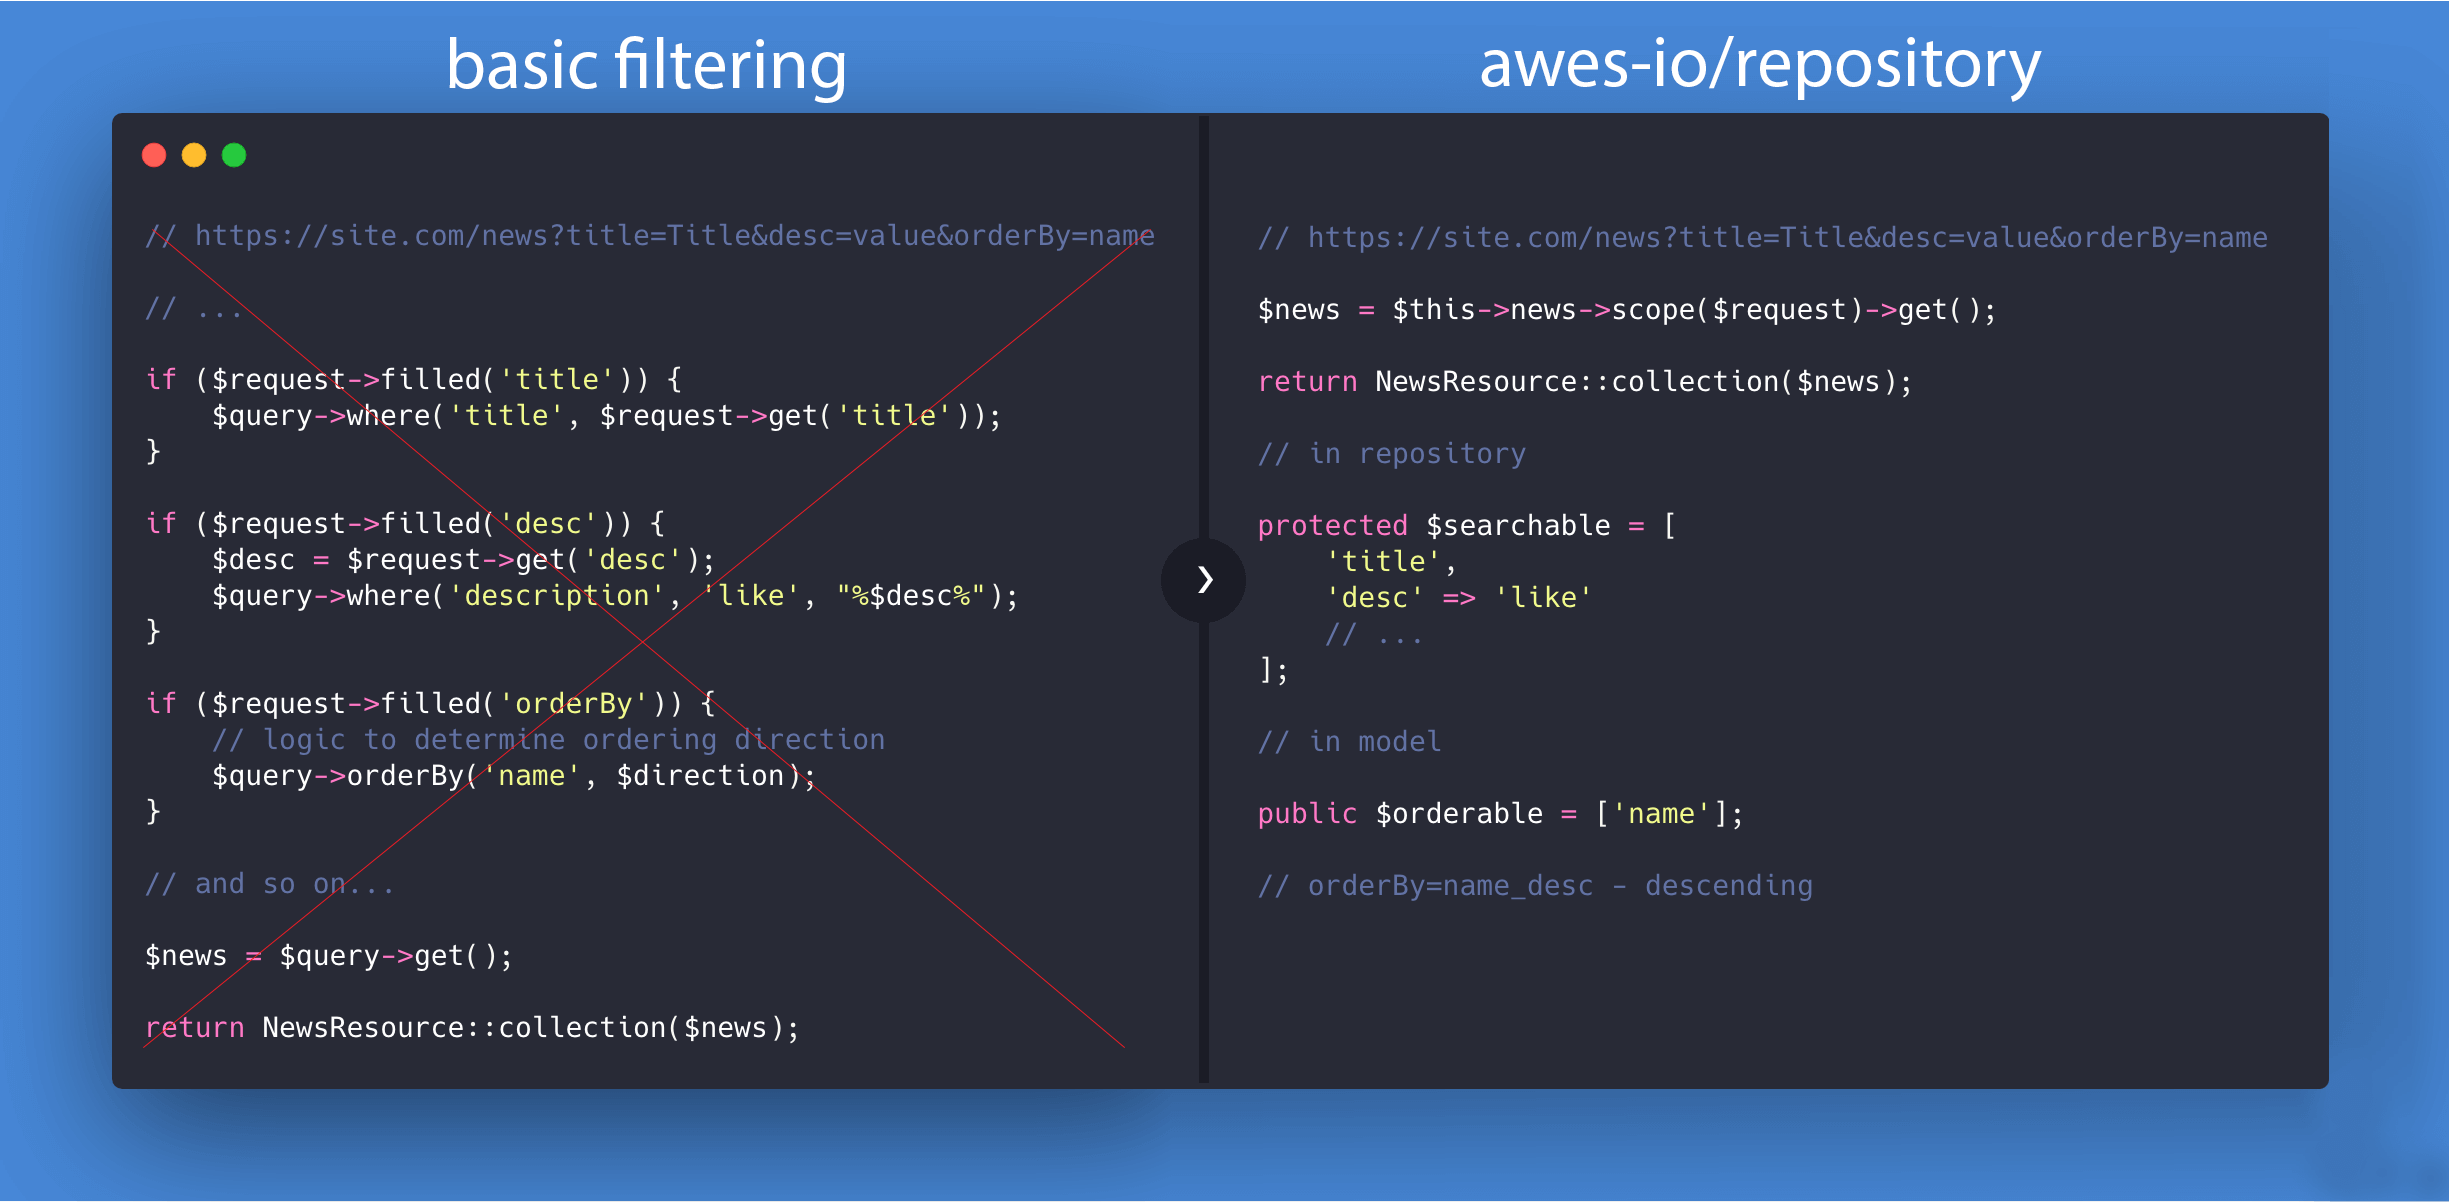 basic filtering
// https://site.com/news?title=Title&desc=value&orderBy=name
// ...
if ($request->filled('title')) {
    $query->where('title', $request->get('title'));
}
if ($request->filled('desc')) {
    $desc = $request->get('desc');
    $query->where('description', 'like', "%$desc%");
}
if ($request->filled('orderBy')) {
    // logic to determine ordering direction
    $query->orderBy('name', $direction);
}
// and so on...
$news = $query->get();
return NewsResource::collection($news);
awes-io/repository
// https://site.com/news?title=Title&desc=value&orderBy=name
$news = $this->news->scope($request)->get();
return NewsResource::collection($news);
// in repository
protected $searchable = [
    'title',
    'desc' => 'like'
    // ...
];
// in model
public $orderable = ['name'];
// orderBy=name_desc - descending